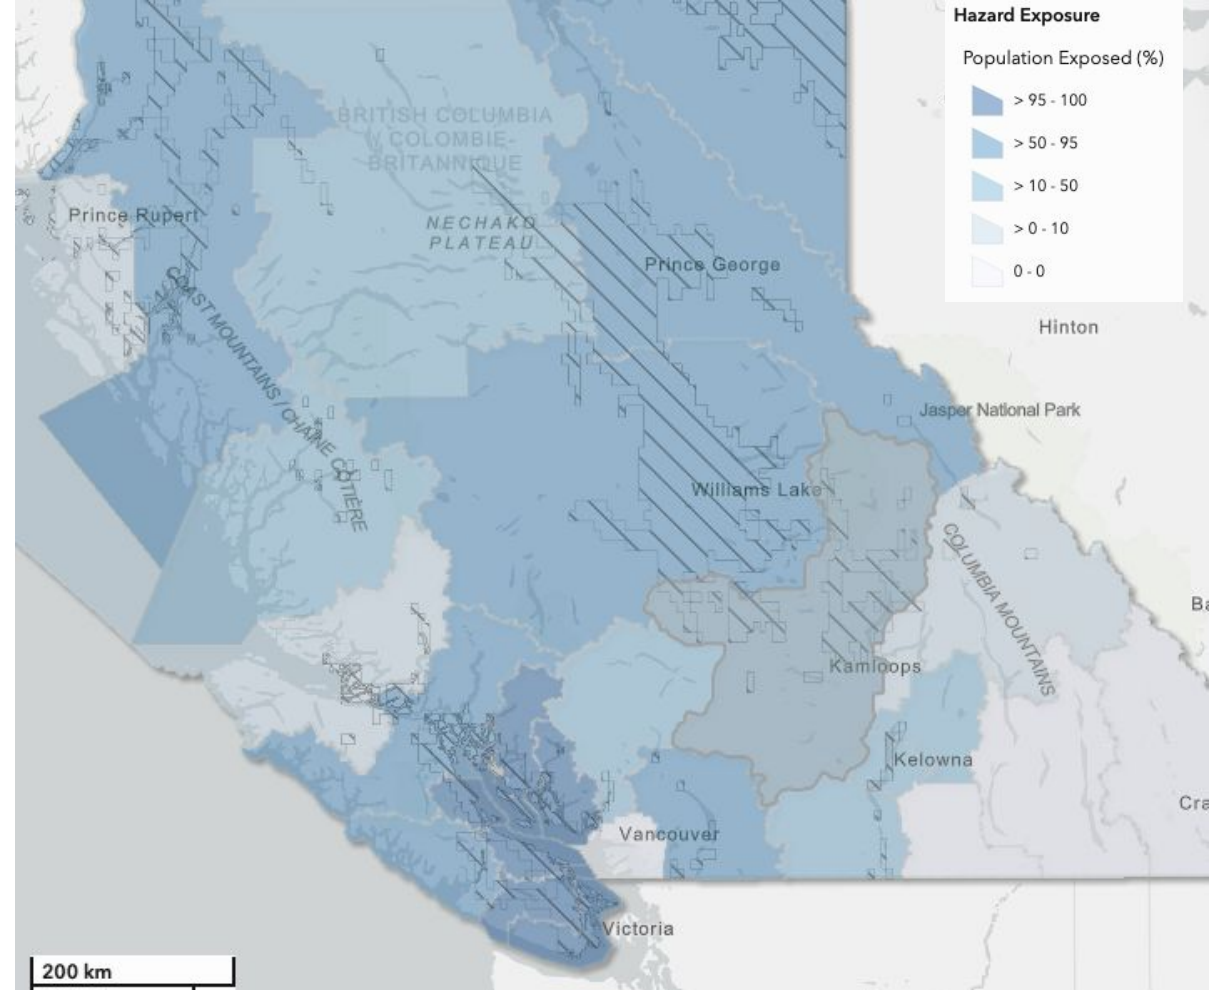 Hazard Exposure
Population Exposed (%)
> 95 - 100
> 50 - 95
> 10 - 50
> 0 - 10
0 - 0
BRITISH COLUMBIA
/ COLOMBIE-
BRITANNIQUE
Prince Rupert
NECHAKO
PLATEAU
Prince George
Hinton
COAST MOUNTAINS / CHAÎNE CÔTIÈRE
Jasper National Park
Williams Lake
COLUMBIA MOUNTAINS
Ba
Kamloops
Kelowna
Cra
Vancouver
Victoria
200 km